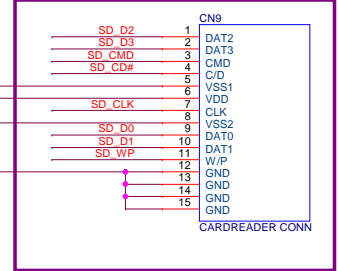 CN9
SD_D2 1 DAT2
SD_D3 2 DAT3
SD_CMD 3 CMD
SD_CD# 4 C/D
5 VSS1
6 VDD
SD_CLK 7 CLK
8 VSS2
SD_D0 9 DAT0
SD_D1 10 DAT1
SD_WP 11 W/P
12 GND
13 GND
14 GND
15 GND
CARDREADER CONN